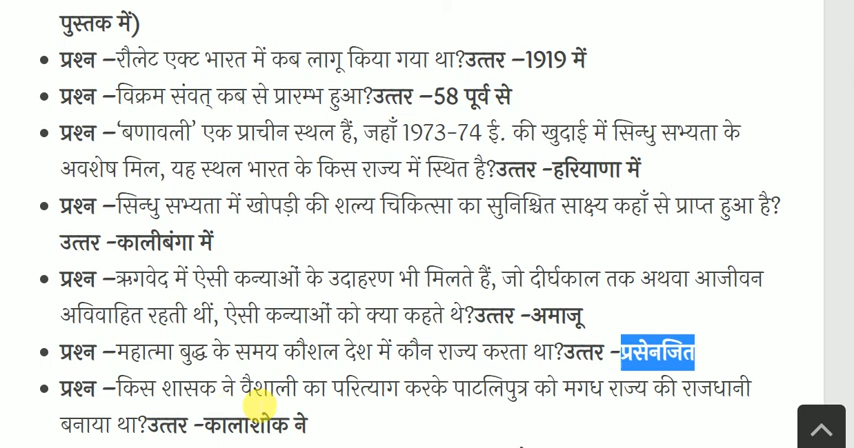 पुस्तक में)
प्रश्न –रौलेट एक्ट भारत में कब लागू किया गया था?उत्तर –1919 में
प्रश्न –विक्रम संवत् कब से प्रारम्भ हुआ?उत्तर –58 पूर्व से
प्रश्न –‘बणावली’ एक प्राचीन स्थल हैं, जहाँ 1973-74 ई. की खुदाई में सिन्धु सभ्यता के
अवशेष मिल, यह स्थल भारत के किस राज्य में स्थित है?उत्तर -हरियाणा में
प्रश्न –सिन्धु सभ्यता में खोपड़ी की शल्य चिकित्सा का सुनिश्चित साक्ष्य कहाँ से प्राप्त हुआ है?
उत्तर -कालीबंगा में
प्रश्न –ऋगवेद में ऐसी कन्याओं के उदाहरण भी मिलते हैं, जो दीर्घकाल तक अथवा आजीवन
अविवाहित रहती थीं, ऐसी कन्याओं को क्या कहते थे?उत्तर -अमाजू
प्रश्न –महात्मा बुद्ध के समय कौशल देश में कौन राज्य करता था?उत्तर -प्रसेनजित
प्रश्न –किस शासक ने वैशाली का परित्याग करके पाटलिपुत्र को मगध राज्य की राजधानी
बनाया था?उत्तर -कालाशोक ने